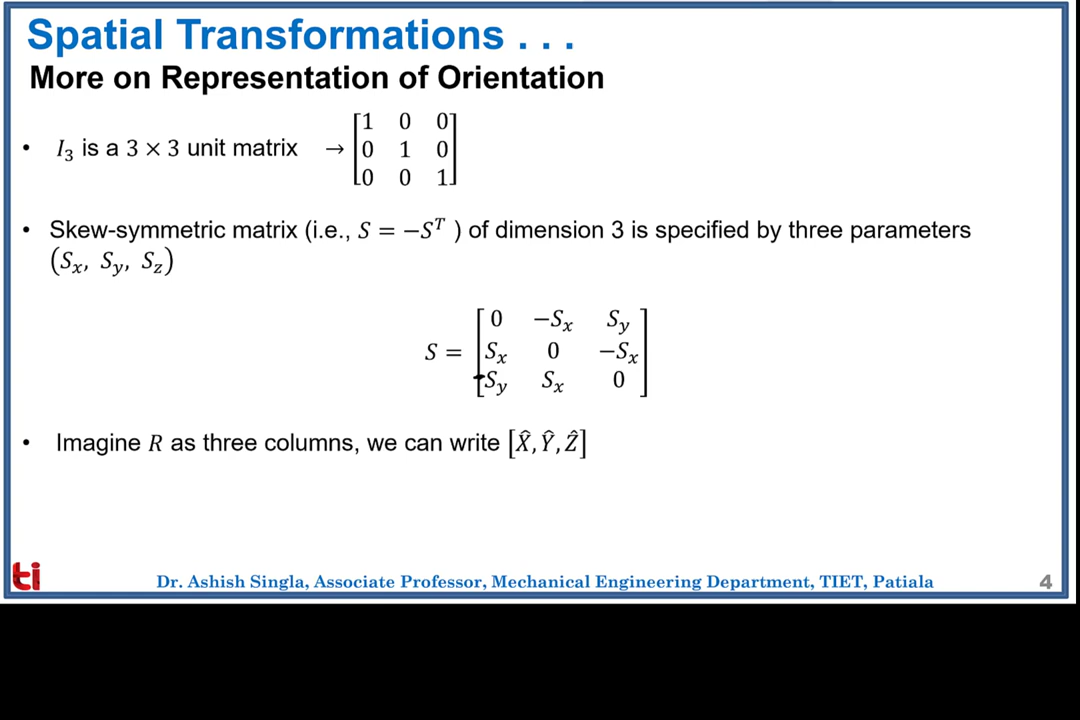 Spatial Transformations . . .
More on Representation of Orientation
• I₃ is a 3 × 3 unit matrix → [1 0 0
0 1 0
0 0 1]
• Skew-symmetric matrix (i.e., S = −Sᵀ ) of dimension 3 is specified by three parameters
(Sₓ, S_y, S_z)
S = [0 −Sₓ S_y
Sₓ 0 −Sₓ
−S_y Sₓ 0]
• Imagine R as three columns, we can write [X̂, Ŷ, Ẑ]
ti
Dr. Ashish Singla, Associate Professor, Mechanical Engineering Department, TIET, Patiala
4